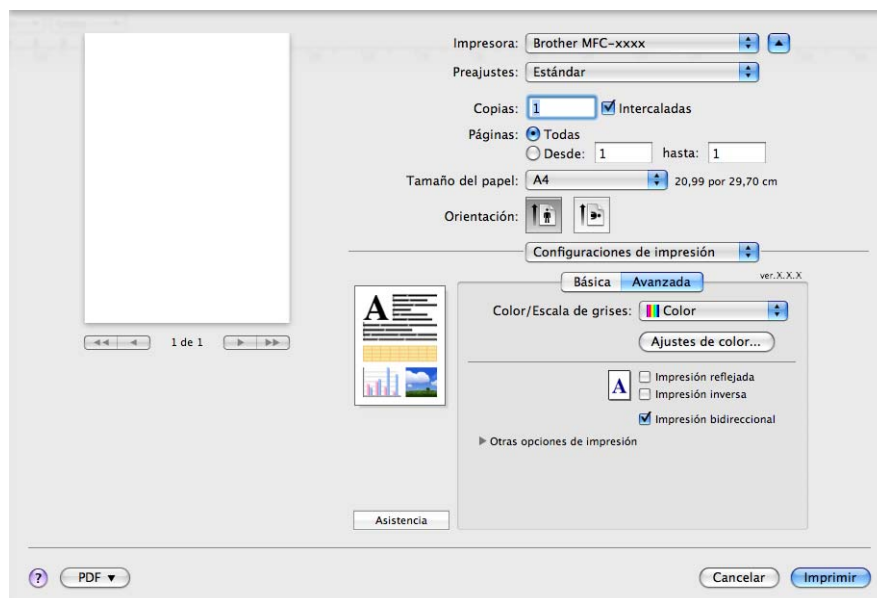 Impresora: Brother MFC-xxxx
Preajustes: Estándar
Copias: 1 Intercaladas
Páginas: Todas
Desde: 1 hasta: 1
Tamaño del papel: A4 20,99 por 29,70 cm
Orientación:
Configuraciones de impresión
Básica Avanzada ver.X.X.X
Color/Escala de grises: Color
Ajustes de color...
A
A
Impresión reflejada
Impresión inversa
Impresión bidireccional
Otras opciones de impresión
1 de 1
Asistencia
? PDF Cancelar Imprimir